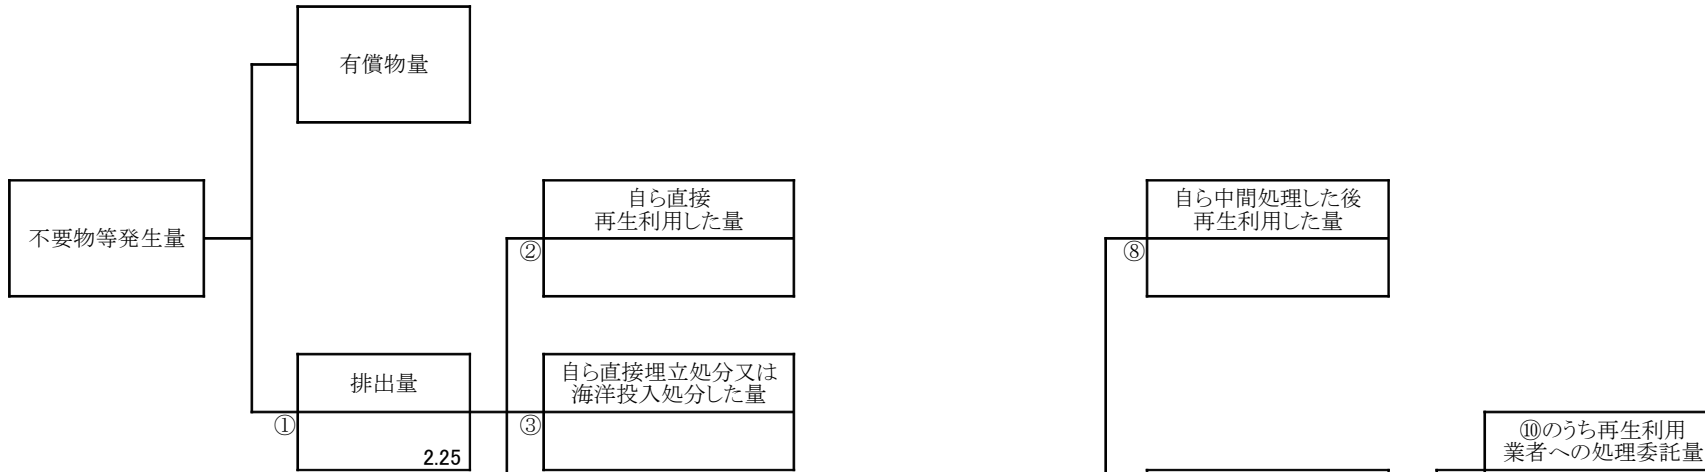 有償物量
不要物等発生量
自ら直接
再生利用した量
②
自ら中間処理した後
再生利用した量
⑧
排出量
①
2.25
自ら直接埋立処分又は
海洋投入処分した量
③
⑩のうち再生利用
業者への処理委託量